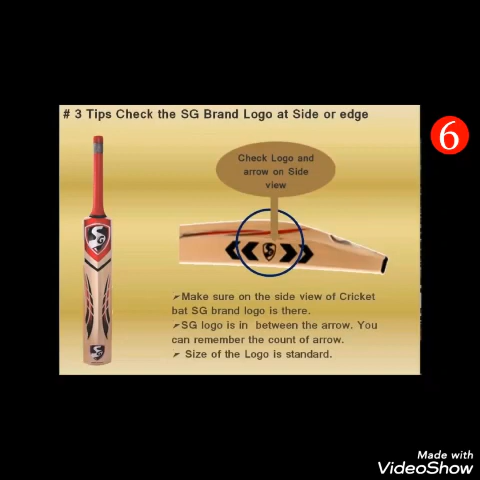 # 3 Tips Check the SG Brand Logo at Side or edge
6
Check Logo and
arrow on Side
view
SG
SG
➢Make sure on the side view of Cricket
bat SG brand logo is there.
➢SG logo is in between the arrow. You
can remember the count of arrow.
➢ Size of the Logo is standard.
Made with
VideoShow